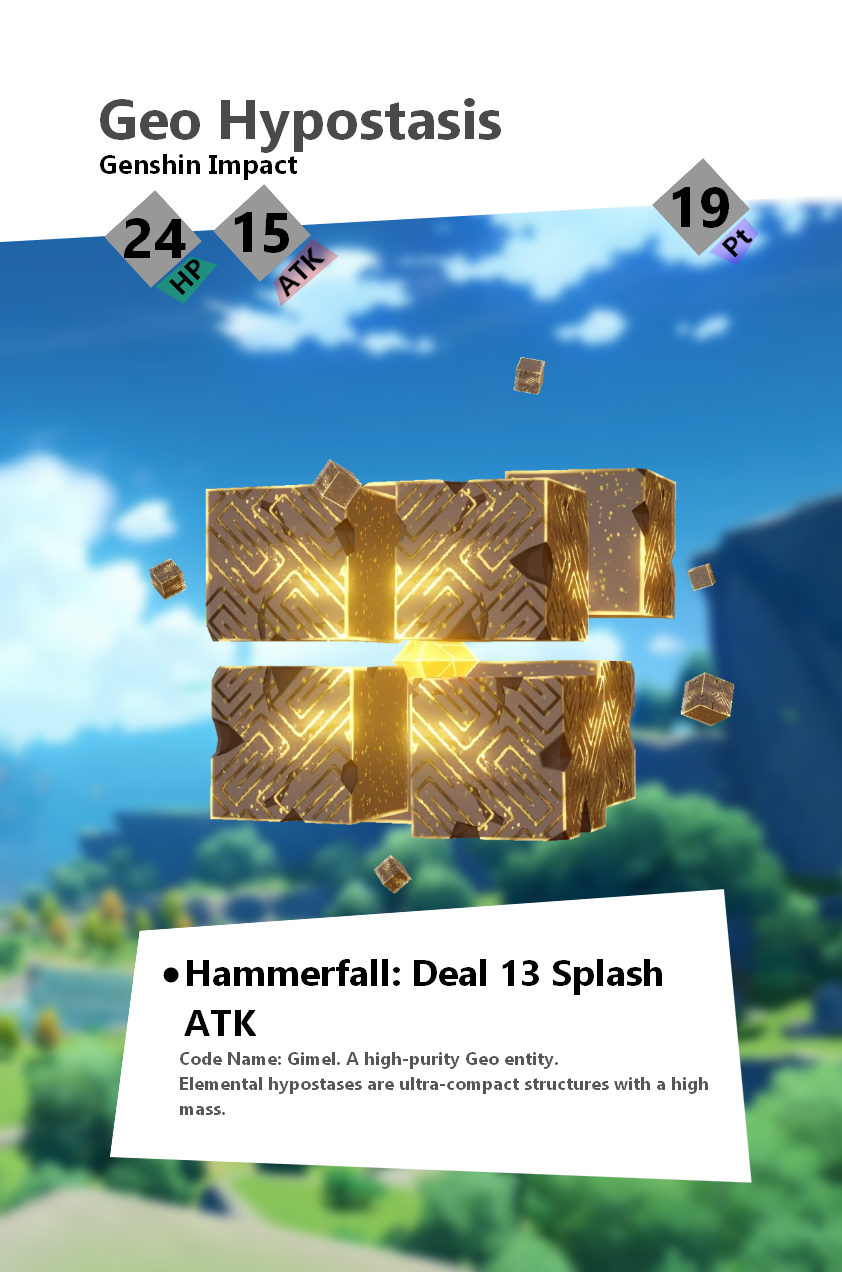 Geo Hypostasis
Genshin Impact
24
HP
15
ATK
19
Pt
•Hammerfall: Deal 13 Splash
ATK
Code Name: Gimel. A high-purity Geo entity.
Elemental hypostases are ultra-compact structures with a high
mass.